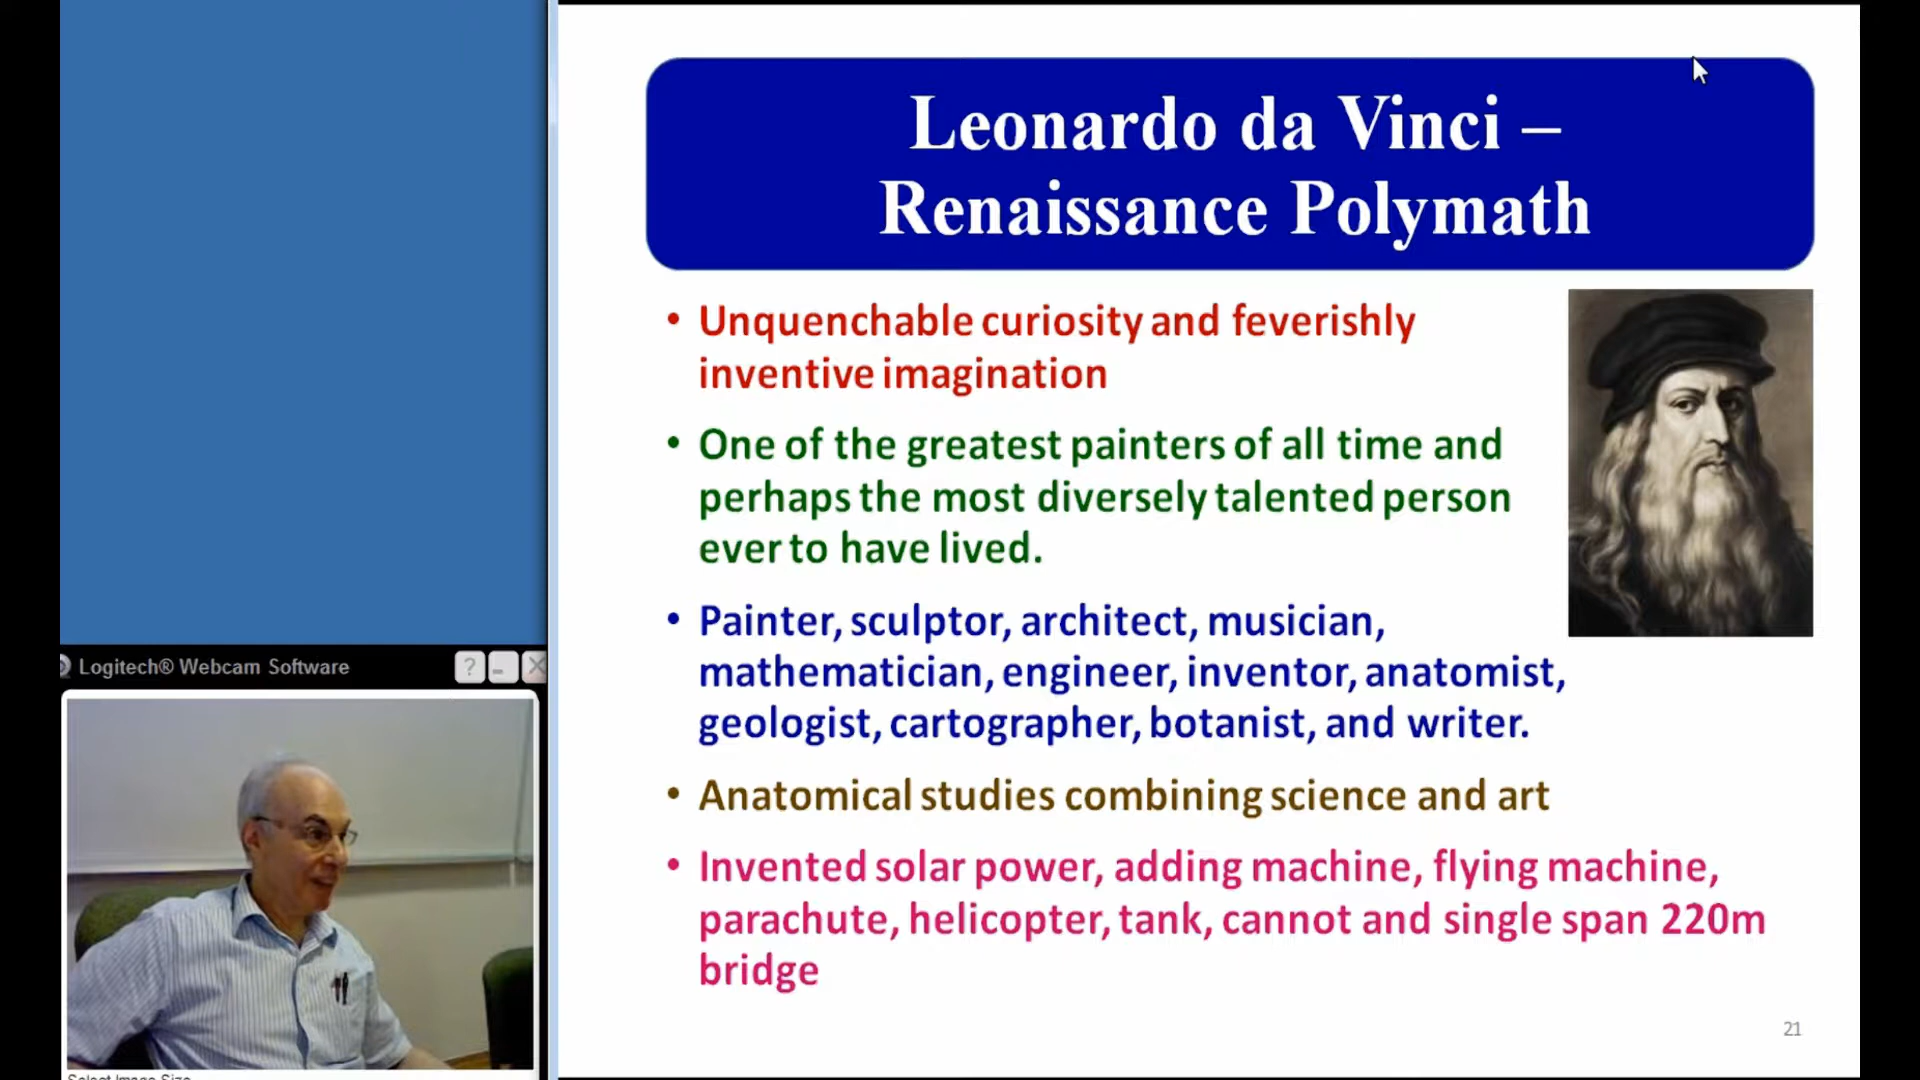 Leonardo da Vinci –
Renaissance Polymath
• Unquenchable curiosity and feverishly
inventive imagination
• One of the greatest painters of all time and
perhaps the most diversely talented person
ever to have lived.
• Painter, sculptor, architect, musician,
mathematician, engineer, inventor, anatomist,
geologist, cartographer, botanist, and writer.
• Anatomical studies combining science and art
• Invented solar power, adding machine, flying machine,
parachute, helicopter, tank, cannot and single span 220m
bridge
21
Logitech® Webcam Software
?
Select Image Size